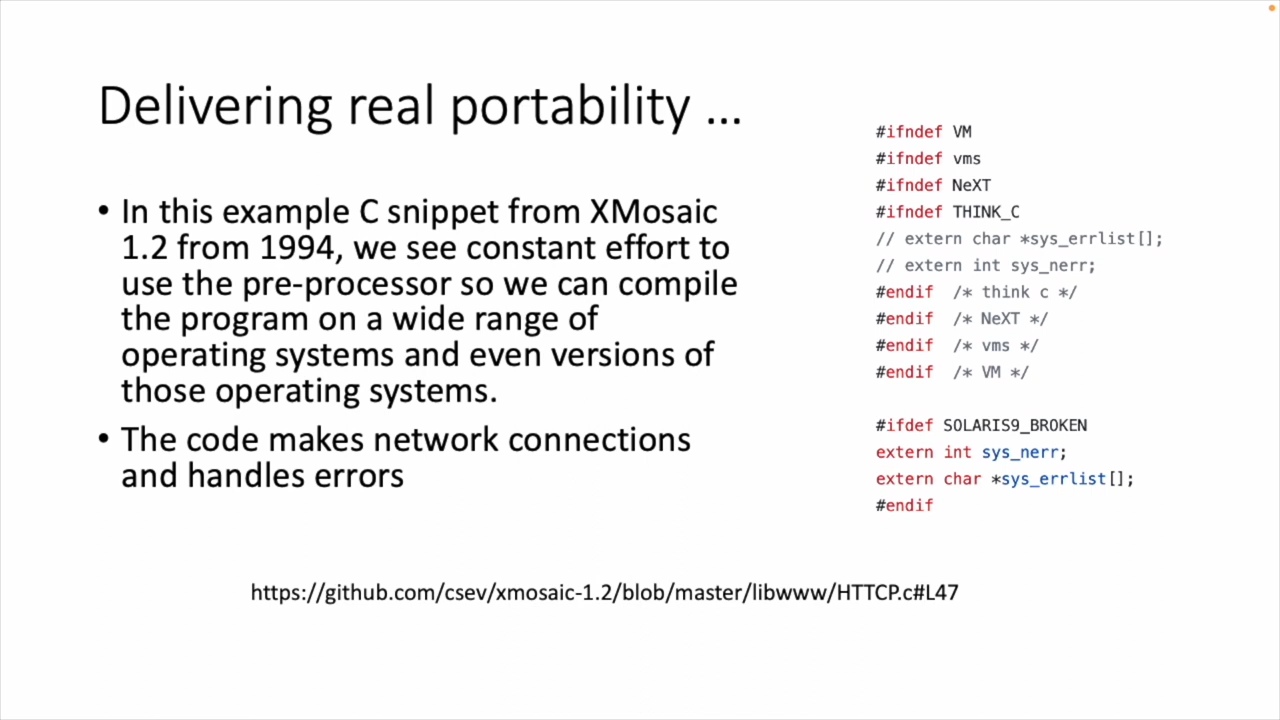 Delivering real portability ...
• In this example C snippet from XMosaic
1.2 from 1994, we see constant effort to
use the pre-processor so we can compile
the program on a wide range of
operating systems and even versions of
those operating systems.
• The code makes network connections
and handles errors
#ifndef VM
#ifndef vms
#ifndef NeXT
#ifndef THINK_C
// extern char *sys_errlist[];
// extern int sys_nerr;
#endif  /* think c */
#endif  /* NeXT */
#endif  /* vms */
#endif  /* VM */
#ifdef SOLARIS9_BROKEN
extern int sys_nerr;
extern char *sys_errlist[];
#endif
https://github.com/csev/xmosaic-1.2/blob/master/libwww/HTTCP.c#L47